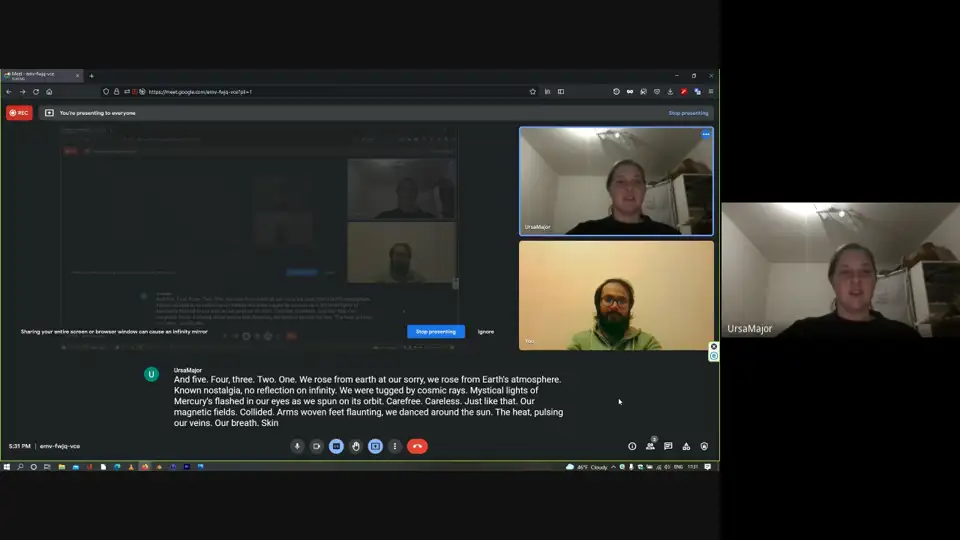 Meet - emv-fwjq-vce
https://meet.google.com/emv-fwjq-vce?pli=1
REC
You're presenting to everyone
Stop presenting
UrsaMajor
You
Sharing your entire screen or browser window can cause an infinity mirror
Stop presenting
Ignore
UrsaMajor
U
UrsaMajor
And five. Four, three. Two. One. We rose from earth at our sorry, we rose from Earth's atmosphere.
Known nostalgia, no reflection on infinity. We were tugged by cosmic rays. Mystical lights of
Mercury's flashed in our eyes as we spun on its orbit. Carefree. Careless. Just like that. Our
magnetic fields. Collided. Arms woven feet flaunting, we danced around the sun. The heat, pulsing
our veins. Our breath. Skin
5:31 PM | emv-fwjq-vce
46°F Cloudy
ENG